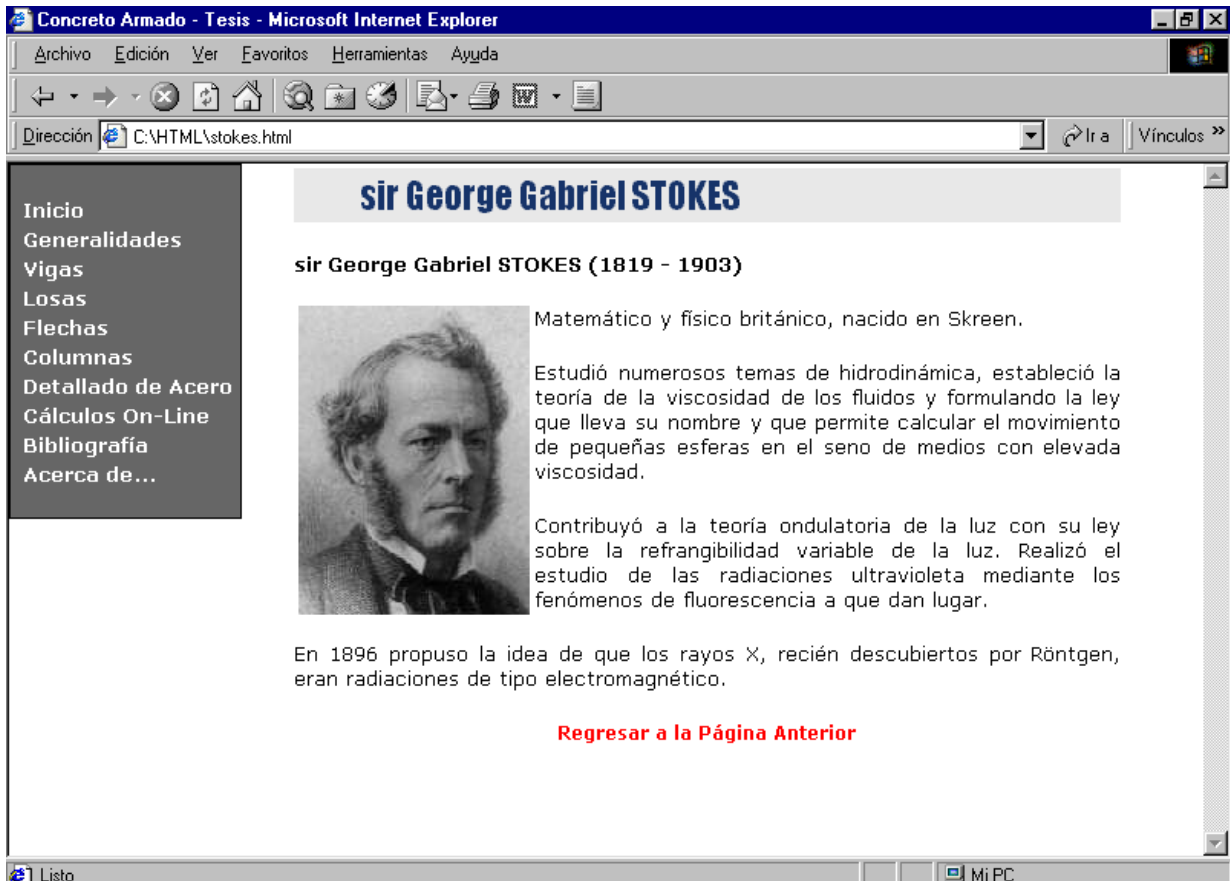 Concreto Armado - Tesis - Microsoft Internet Explorer
Archivo Edición Ver Favoritos Herramientas Ayuda
Dirección C:\HTML\stokes.html Ir a Vínculos »
Inicio
Generalidades
Vigas
Losas
Flechas
Columnas
Detallado de Acero
Cálculos On-Line
Bibliografía
Acerca de...
sir George Gabriel STOKES
sir George Gabriel STOKES (1819 - 1903)
Matemático y físico británico, nacido en Skreen.
Estudió numerosos temas de hidrodinámica, estableció la
teoría de la viscosidad de los fluidos y formulando la ley
que lleva su nombre y que permite calcular el movimiento
de pequeñas esferas en el seno de medios con elevada
viscosidad.
Contribuyó a la teoría ondulatoria de la luz con su ley
sobre la refrangibilidad variable de la luz. Realizó el
estudio de las radiaciones ultravioleta mediante los
fenómenos de fluorescencia a que dan lugar.
En 1896 propuso la idea de que los rayos X, recién descubiertos por Röntgen,
eran radiaciones de tipo electromagnético.
Regresar a la Página Anterior
Listo Mi PC